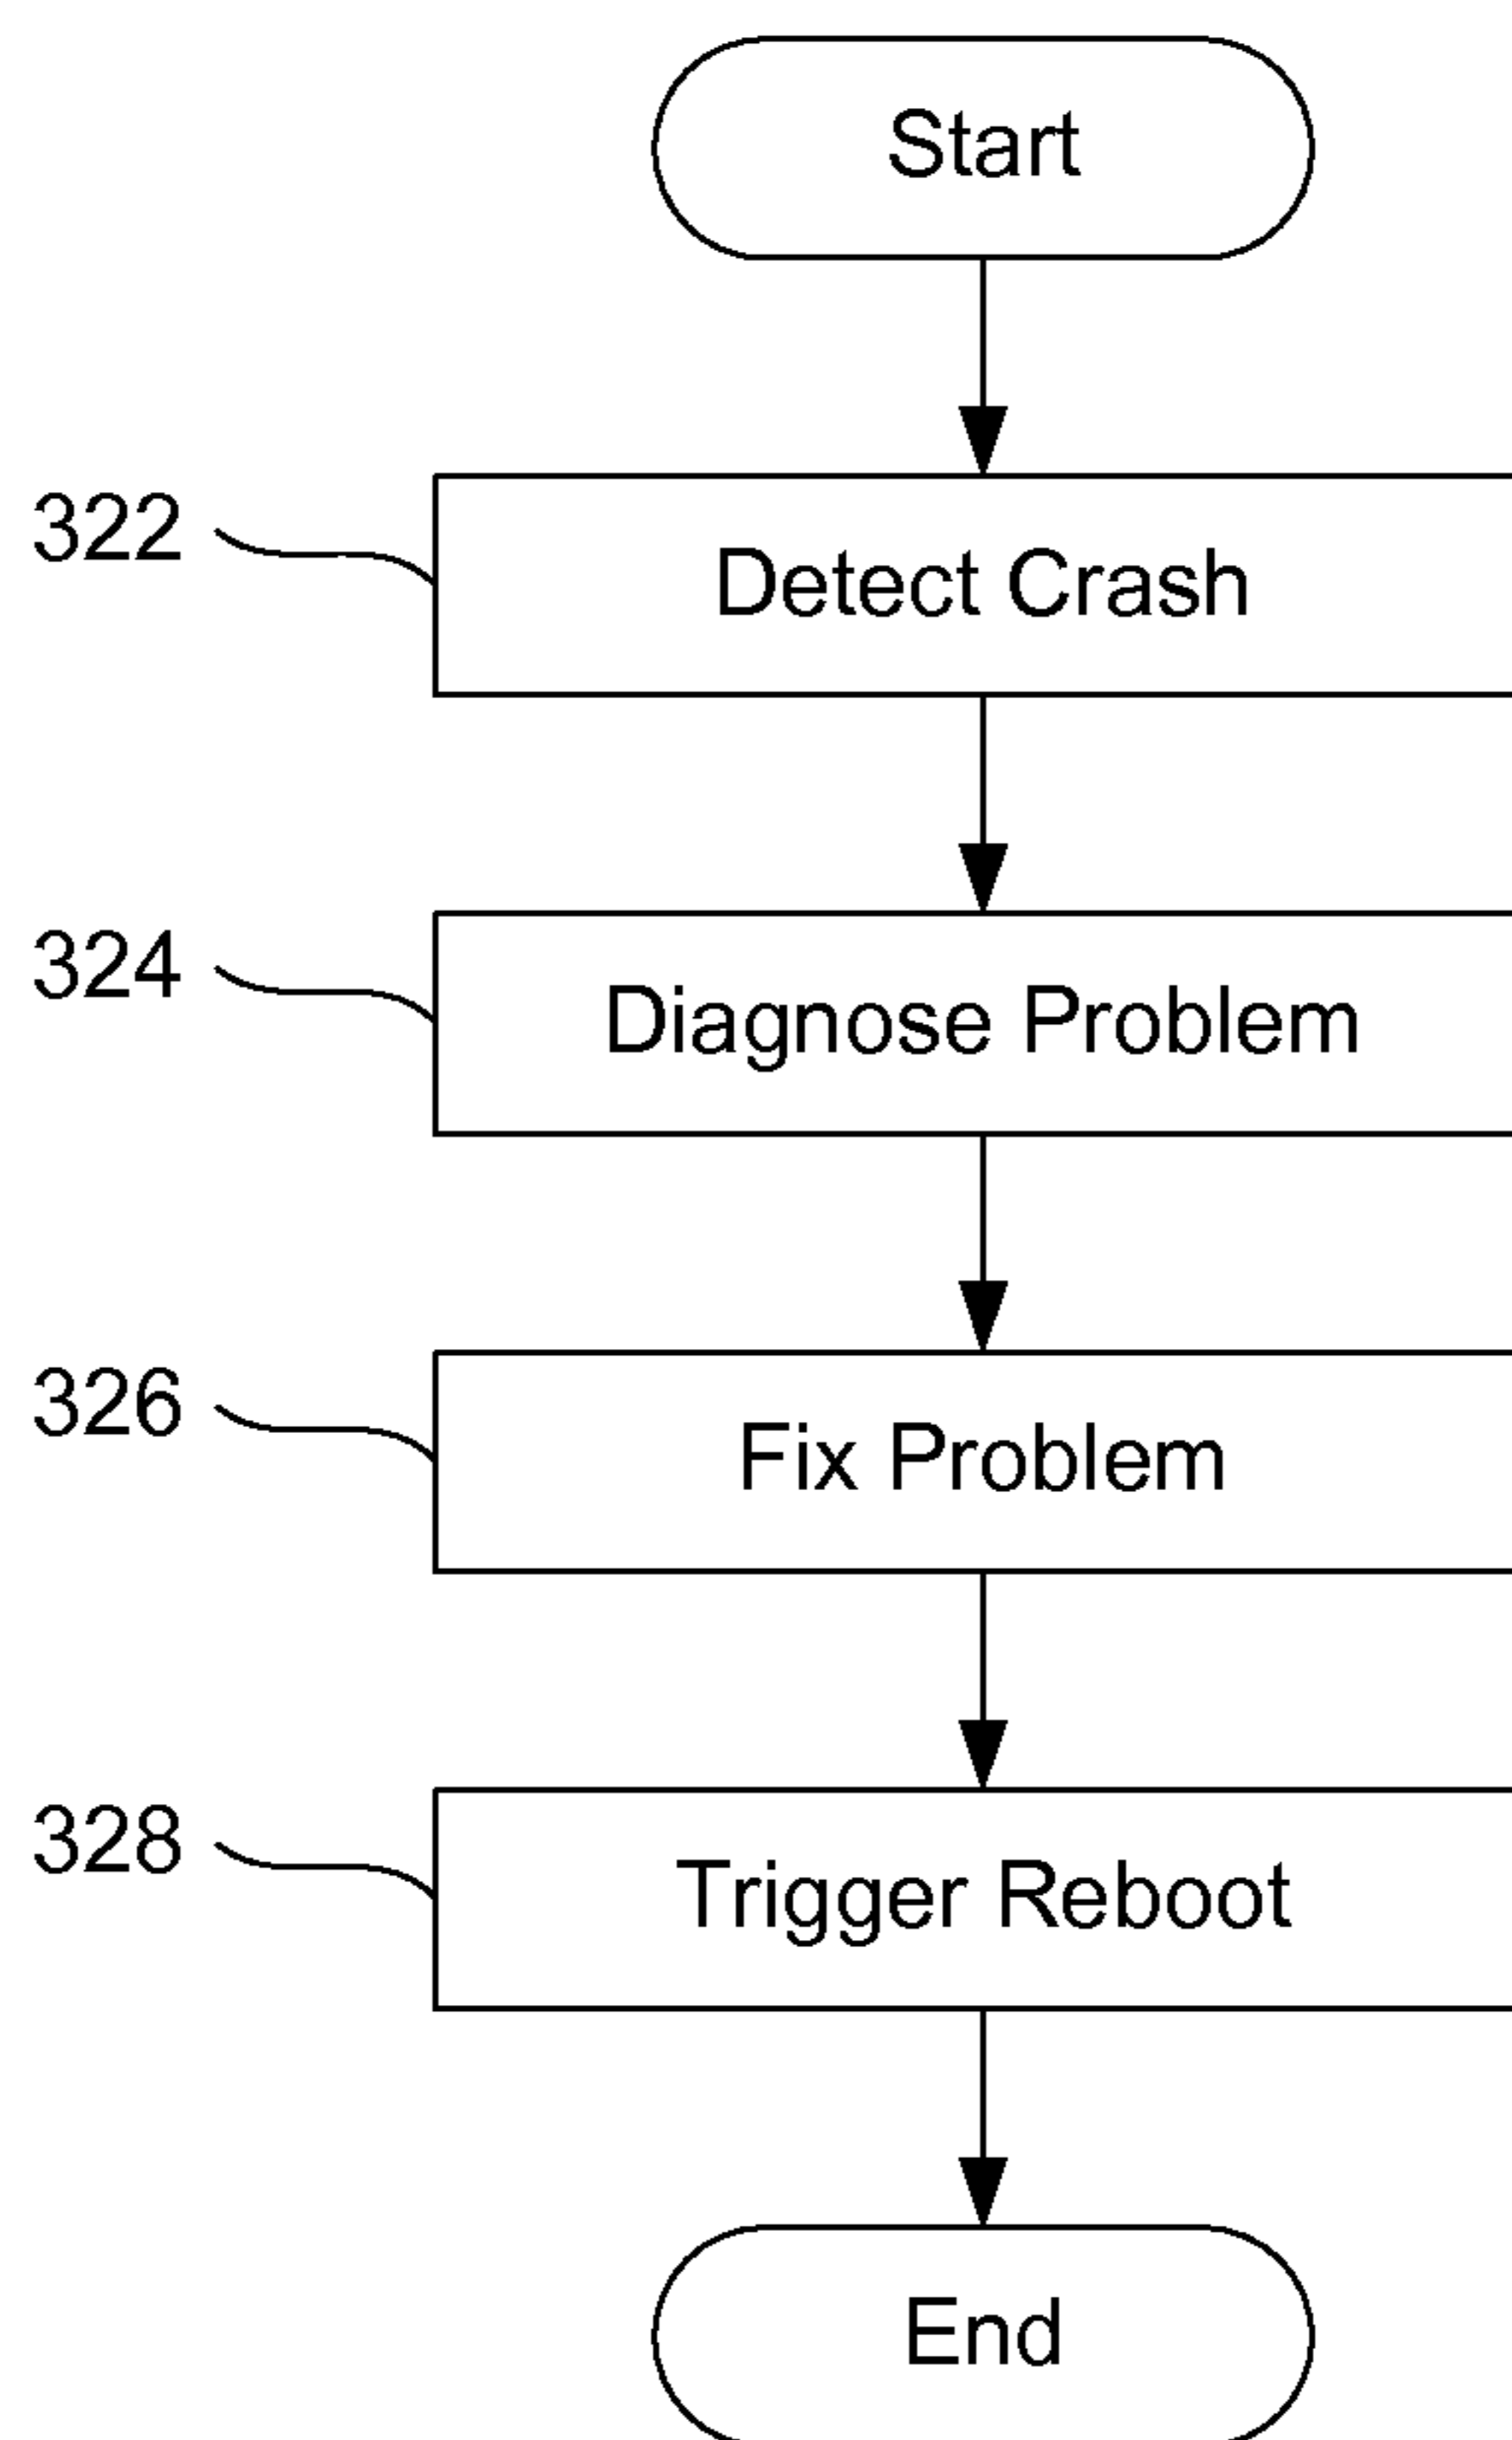 Start
322
Detect Crash
324
Diagnose Problem
326
Fix Problem
328
Trigger Reboot
End